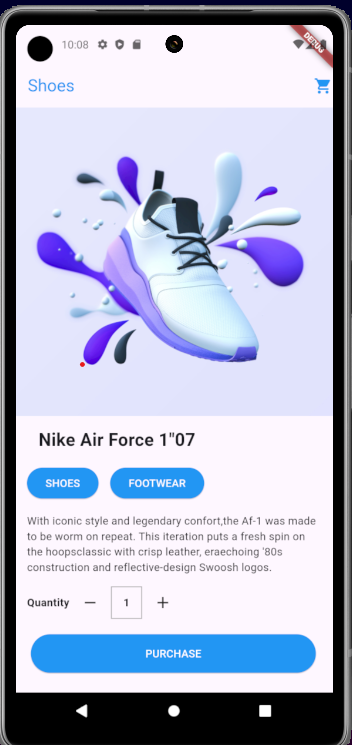 10:08
DEBUG
Shoes
Nike Air Force 1"07
SHOES
FOOTWEAR
With iconic style and legendary confort,the Af-1 was made
to be worn on repeat. This iteration puts a fresh spin on
the hoopsclassic with crisp leather, eraechoing '80s
construction and reflective-design Swoosh logos.
Quantity
1
PURCHASE